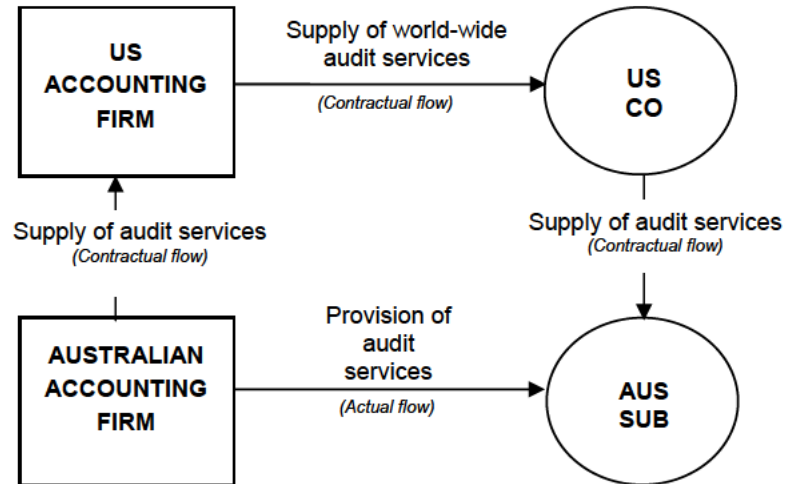 US
ACCOUNTING
FIRM
Supply of world-wide
audit services
(Contractual flow)
US
CO
Supply of audit services
(Contractual flow)
Supply of audit services
(Contractual flow)
AUSTRALIAN
ACCOUNTING
FIRM
Provision of
audit
services
(Actual flow)
AUS
SUB